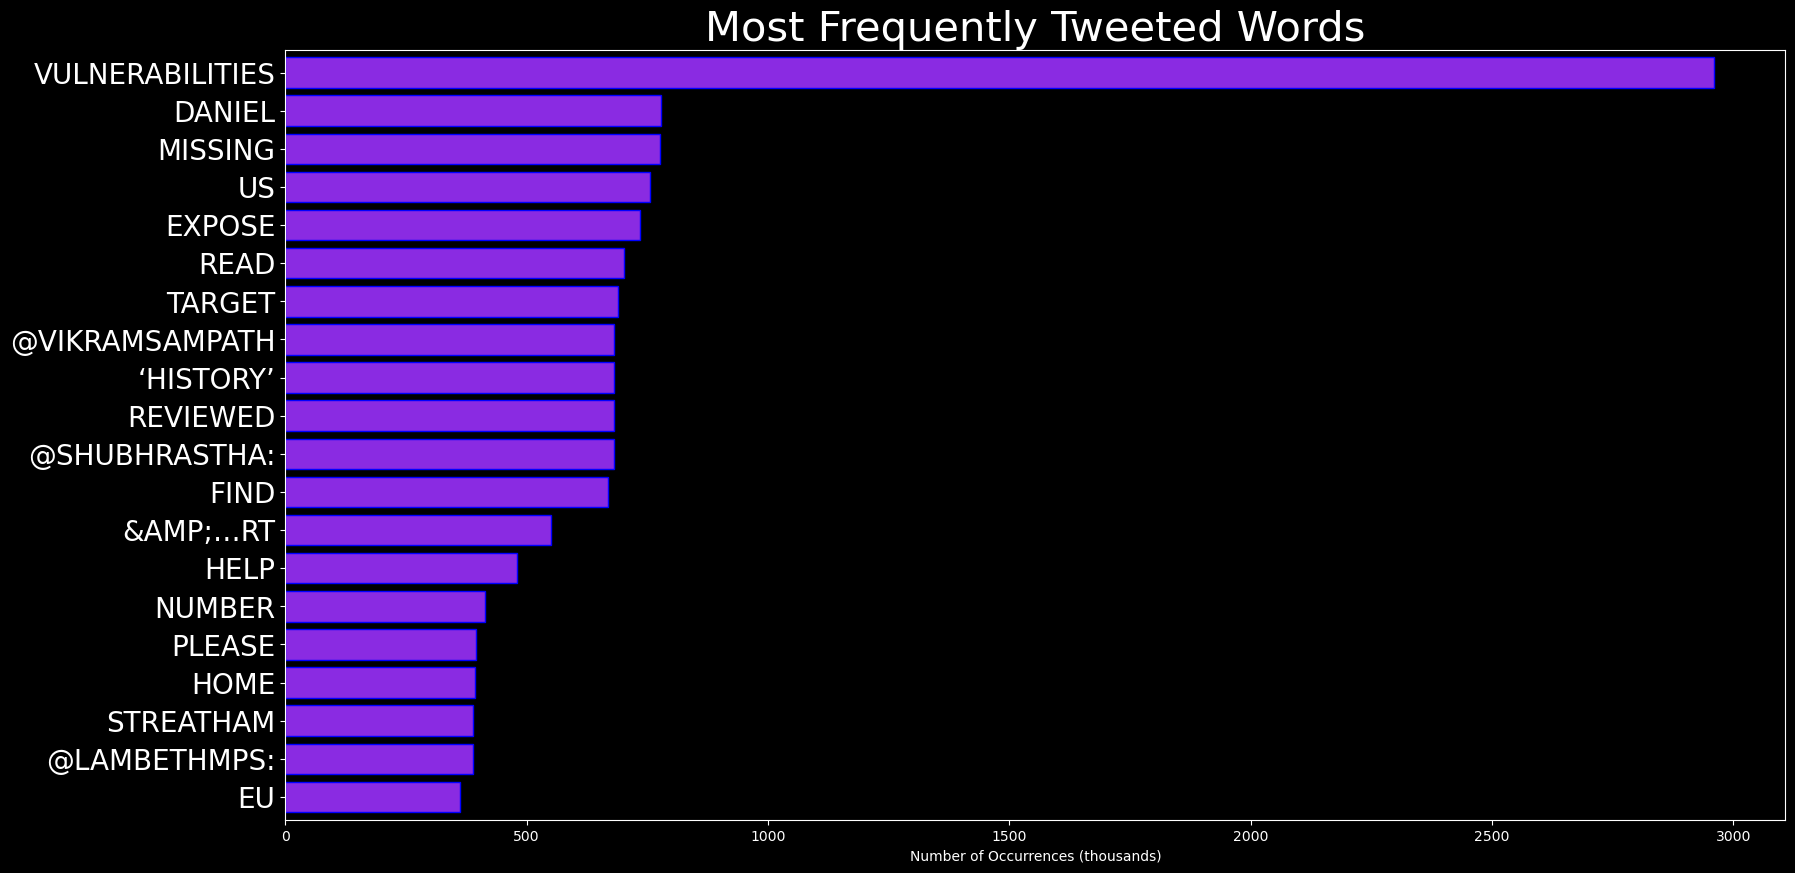 Most Frequently Tweeted Words
VULNERABILITIES
DANIEL
MISSING
US
EXPOSE
READ
TARGET
@VIKRAMSAMPATH
‘HISTORY’
REVIEWED
@SHUBHRASTHA:
FIND
&AMP;…RT
HELP
NUMBER
PLEASE
HOME
STREATHAM
@LAMBETHMPS:
EU
0 500 1000 1500 2000 2500 3000
Number of Occurrences (thousands)